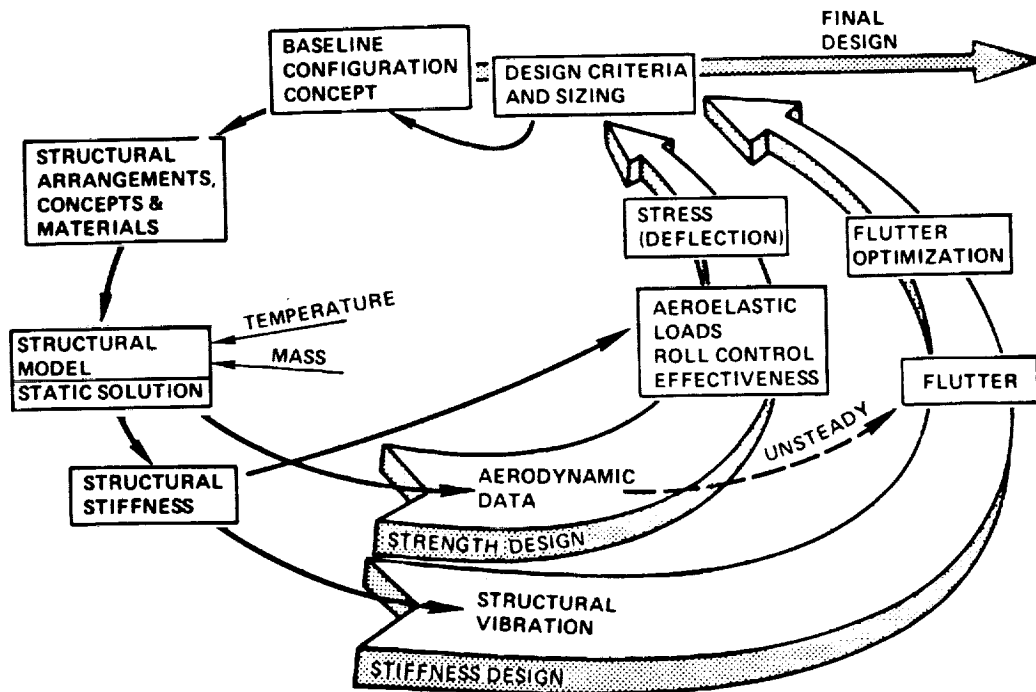 FINAL
DESIGN
BASELINE
CONFIGURATION
CONCEPT
DESIGN CRITERIA
AND SIZING
STRUCTURAL
ARRANGEMENTS,
CONCEPTS &
MATERIALS
STRESS
(DEFLECTION)
FLUTTER
OPTIMIZATION
TEMPERATURE
MASS
STRUCTURAL
MODEL
STATIC SOLUTION
AEROELASTIC
LOADS
ROLL CONTROL
EFFECTIVENESS
FLUTTER
UNSTEADY
STRUCTURAL
STIFFNESS
AERODYNAMIC
DATA
STRENGTH DESIGN
STRUCTURAL
VIBRATION
STIFFNESS DESIGN